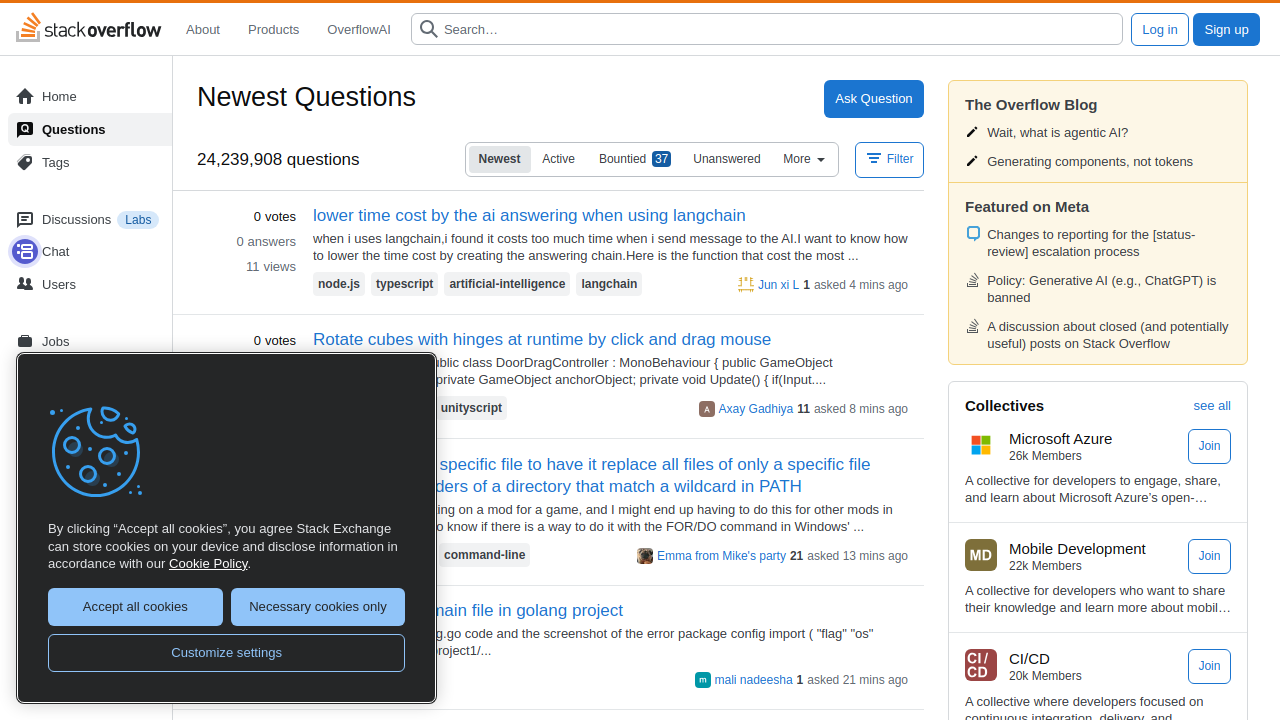 stack overflow
About
Products
OverflowAI
Search…
Log in
Sign up
Home
Questions
Tags
Discussions
Labs
Chat
Users
Jobs
Newest Questions
Ask Question
24,239,908 questions
Newest
Active
Bountied 37
Unanswered
More
Filter
0 votes
0 answers
11 views
lower time cost by the ai answering when using langchain
when i uses langchain,i found it costs too much time when i send message to the AI.I want to know how
to lower the time cost by creating the answering chain.Here is the function that cost the most ...
node.js
typescript
artificial-intelligence
langchain
Jun xi L 1 asked 4 mins ago
0 votes
Rotate cubes with hinges at runtime by click and drag mouse
public class DoorDragController : MonoBehaviour { public GameObject
private GameObject anchorObject; private void Update() { if(Input....
unityscript
Axay Gadhiya 11 asked 8 mins ago
specific file to have it replace all files of only a specific file
ders of a directory that match a wildcard in PATH
ing on a mod for a game, and I might end up having to do this for other mods in
o know if there is a way to do it with the FOR/DO command in Windows' ...
command-line
Emma from Mike's party 21 asked 13 mins ago
main file in golang project
g.go code and the screenshot of the error package config import ( "flag" "os"
project1/...
mali nadeesha 1 asked 21 mins ago
By clicking “Accept all cookies”, you agree Stack Exchange
can store cookies on your device and disclose information in
accordance with our Cookie Policy.
Accept all cookies
Necessary cookies only
Customize settings
The Overflow Blog
Wait, what is agentic AI?
Generating components, not tokens
Featured on Meta
Changes to reporting for the [status-
review] escalation process
Policy: Generative AI (e.g., ChatGPT) is
banned
A discussion about closed (and potentially
useful) posts on Stack Overflow
Collectives
see all
Microsoft Azure
26k Members
Join
A collective for developers to engage, share,
and learn about Microsoft Azure’s open-…
MD
Mobile Development
22k Members
Join
A collective for developers who want to share
their knowledge and learn more about mobil…
CI/
CD
CI/CD
20k Members
Join
A collective where developers focused on
continuous integration, delivery, and